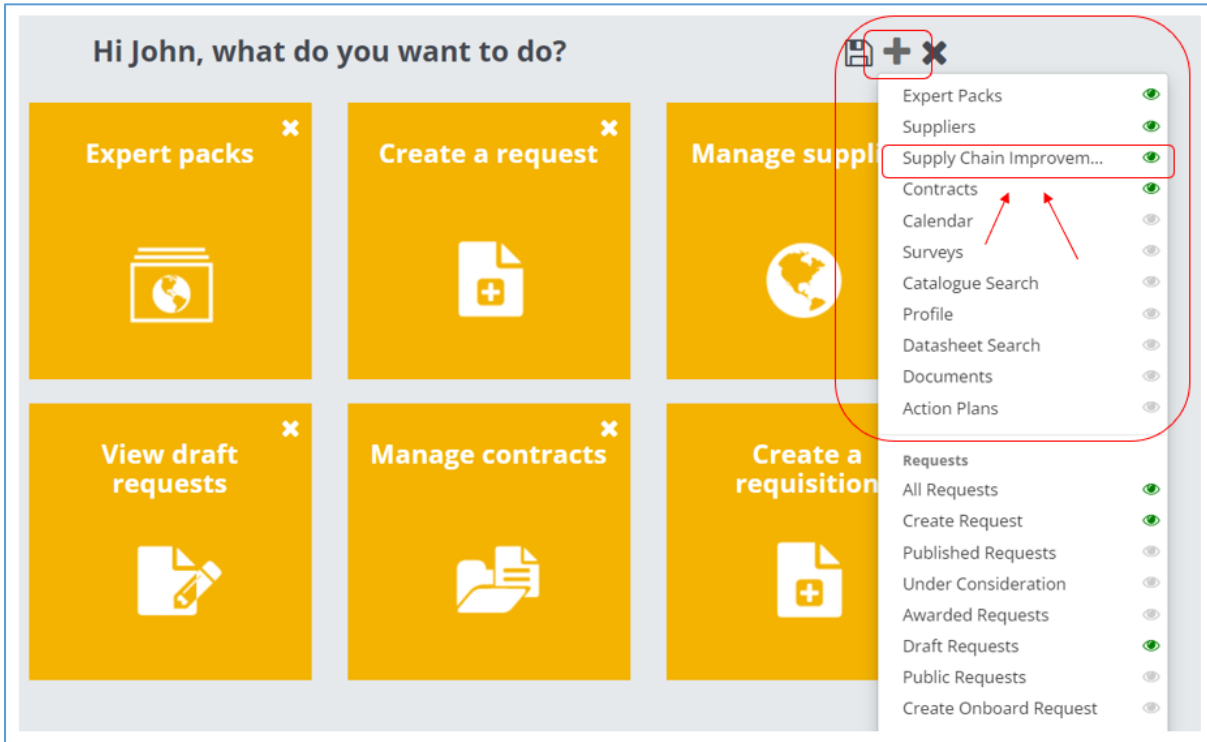 Hi John, what do you want to do?
Expert packs
Create a request
Manage suppli
View draft
requests
Manage contracts
Create a
requisition
Expert Packs
Suppliers
Supply Chain Improvem...
Contracts
Calendar
Surveys
Catalogue Search
Profile
Datasheet Search
Documents
Action Plans
Requests
All Requests
Create Request
Published Requests
Under Consideration
Awarded Requests
Draft Requests
Public Requests
Create Onboard Request